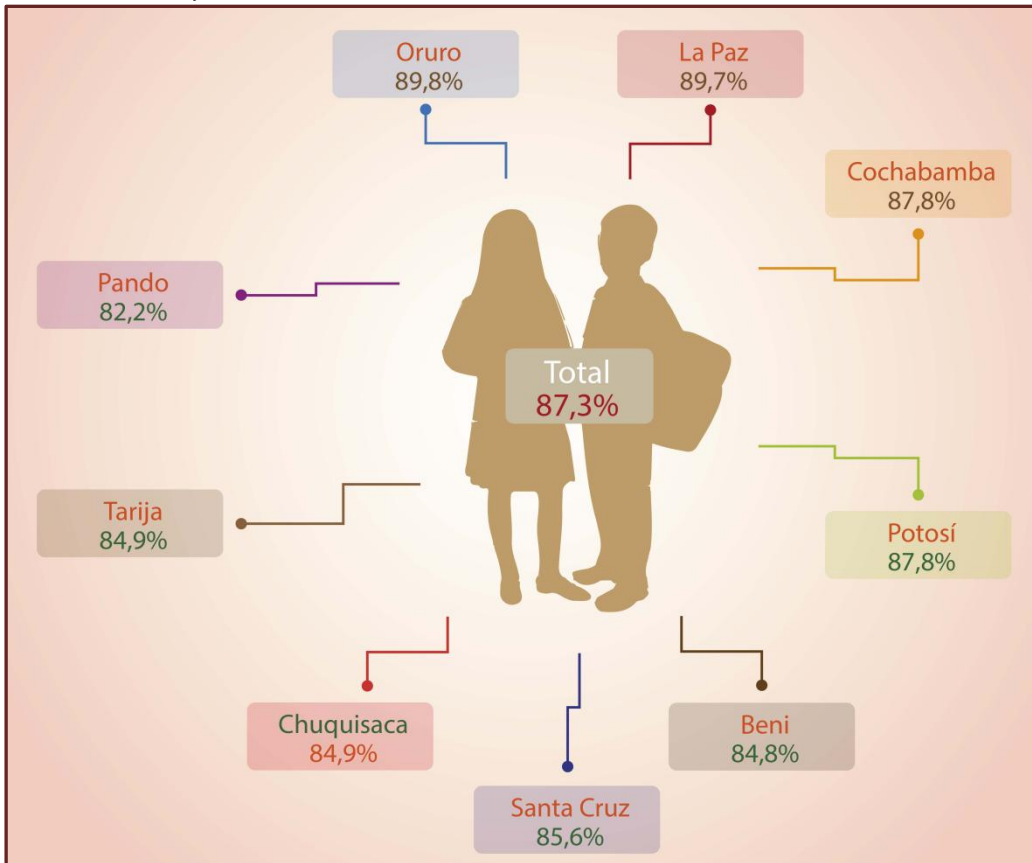 Oruro
89,8%
La Paz
89,7%
Cochabamba
87,8%
Pando
82,2%
Total
87,3%
Tarija
84,9%
Potosí
87,8%
Chuquisaca
84,9%
Beni
84,8%
Santa Cruz
85,6%